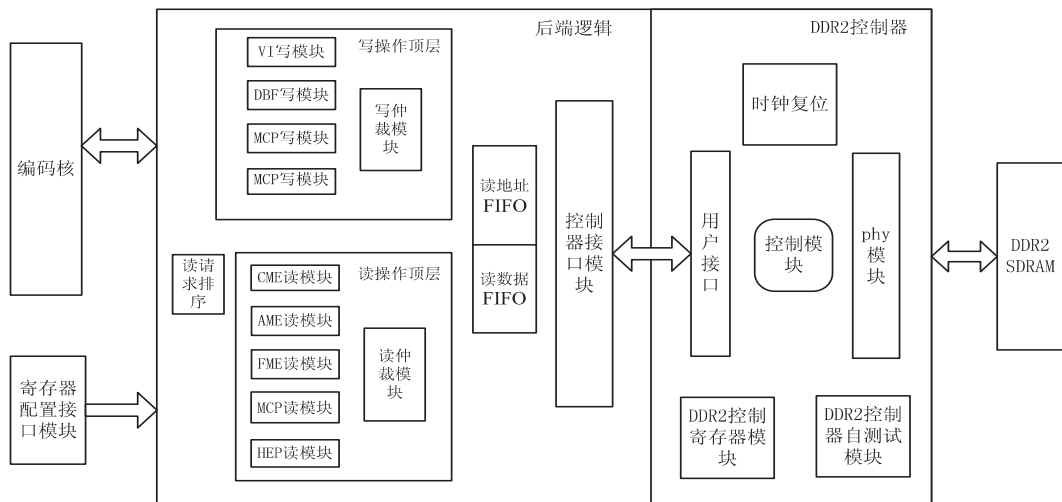 后端逻辑
DDR2控制器
编码核
寄存器
配置接
口模块
写操作顶层
VI写模块
DBF写模块
MCP写模块
MCP写模块
写仲
裁模
块
读请
求排
序
读操作顶层
CME读模块
AME读模块
FME读模块
MCP读模块
HEP读模块
读仲
裁模
块
读地址
FIFO
读数据
FIFO
控制
器接
口模
块
时钟复位
用
户
接
口
控制模
块
phy
模
块
DDR2控制
寄存器模
块
DDR2控制
器自测试
模块
DDR2
SDRAM